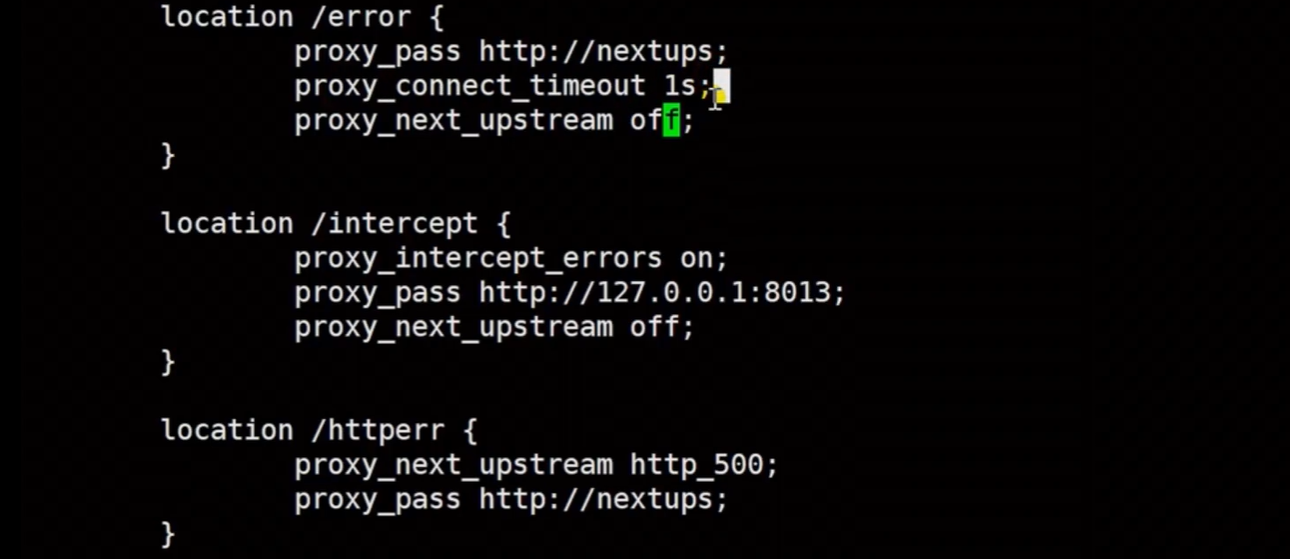 location /error {
proxy_pass http://nextups;
proxy_connect_timeout 1s;
proxy_next_upstream off;
}
location /intercept {
proxy_intercept_errors on;
proxy_pass http://127.0.0.1:8013;
proxy_next_upstream off;
}
location /httperr {
proxy_next_upstream http_500;
proxy_pass http://nextups;
}